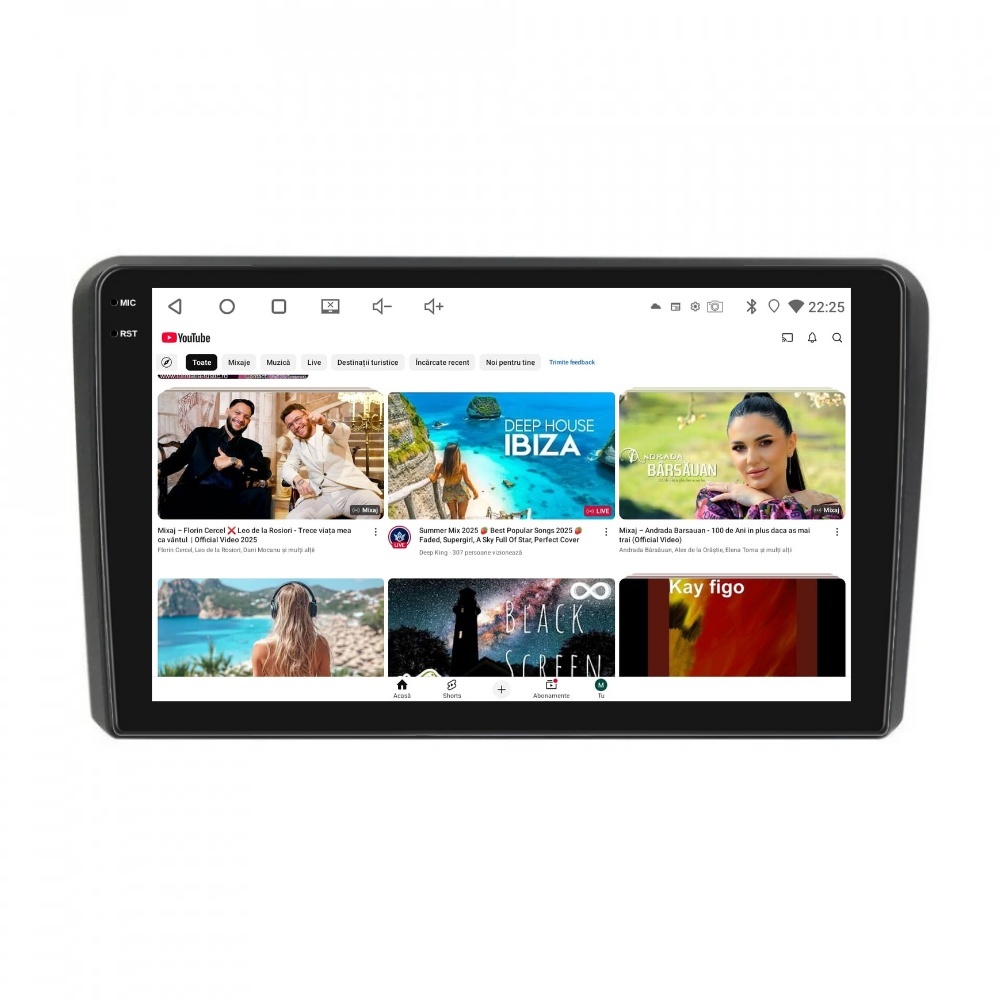 MIC
22:25
RST
YouTube
Toate Mixaje Muzică Live Destinații turistice Încărcate recent Noi pentru tine Trimite feedback
DEEP HOUSE
IBIZA
ANDRADA
BÂRSĂUAN
Mixaj
LIVE
Mixaj
Mixaj – Florin Cercel ❌ Leo de la Rosiori - Trece viața mea
ca vântul | Official Video 2025
Florin Cercel, Leo de la Rosiori, Dani Mocanu și mulți alții
LIVE
Summer Mix 2025 🥭 Best Popular Songs 2025 🥭
Faded, Supergirl, A Sky Full Of Star, Perfect Cover
Deep King · 307 persoane vizionează
Mixaj – Andrada Barsauan - 100 de Ani in plus daca as mai
trai (Official Video)
Andrada Bârsăuan, Alex de la Orăștie, Elena Toma și mulți alții
BLACK
SCREEN
Kay figo
Acasă Shorts Abonamente M Tu